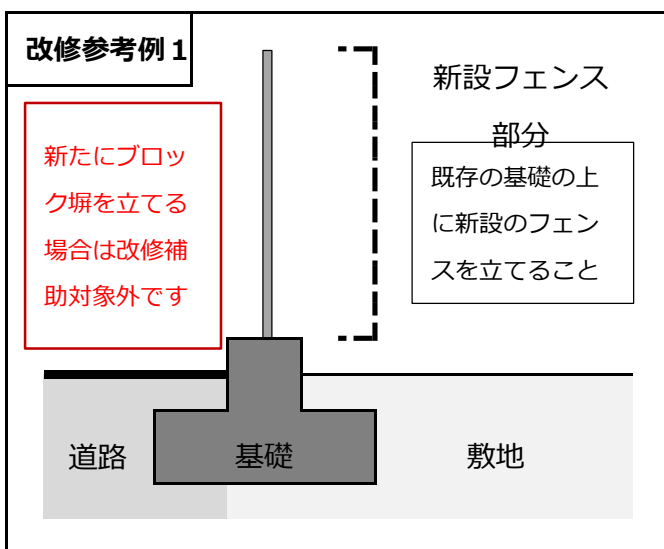 改修参考例１
新設フェンス
部分
新たにブロッ
ク塀を立てる
場合は改修補
助対象外です
既存の基礎の上
に新設のフェン
スを立てること
道路
基礎
敷地